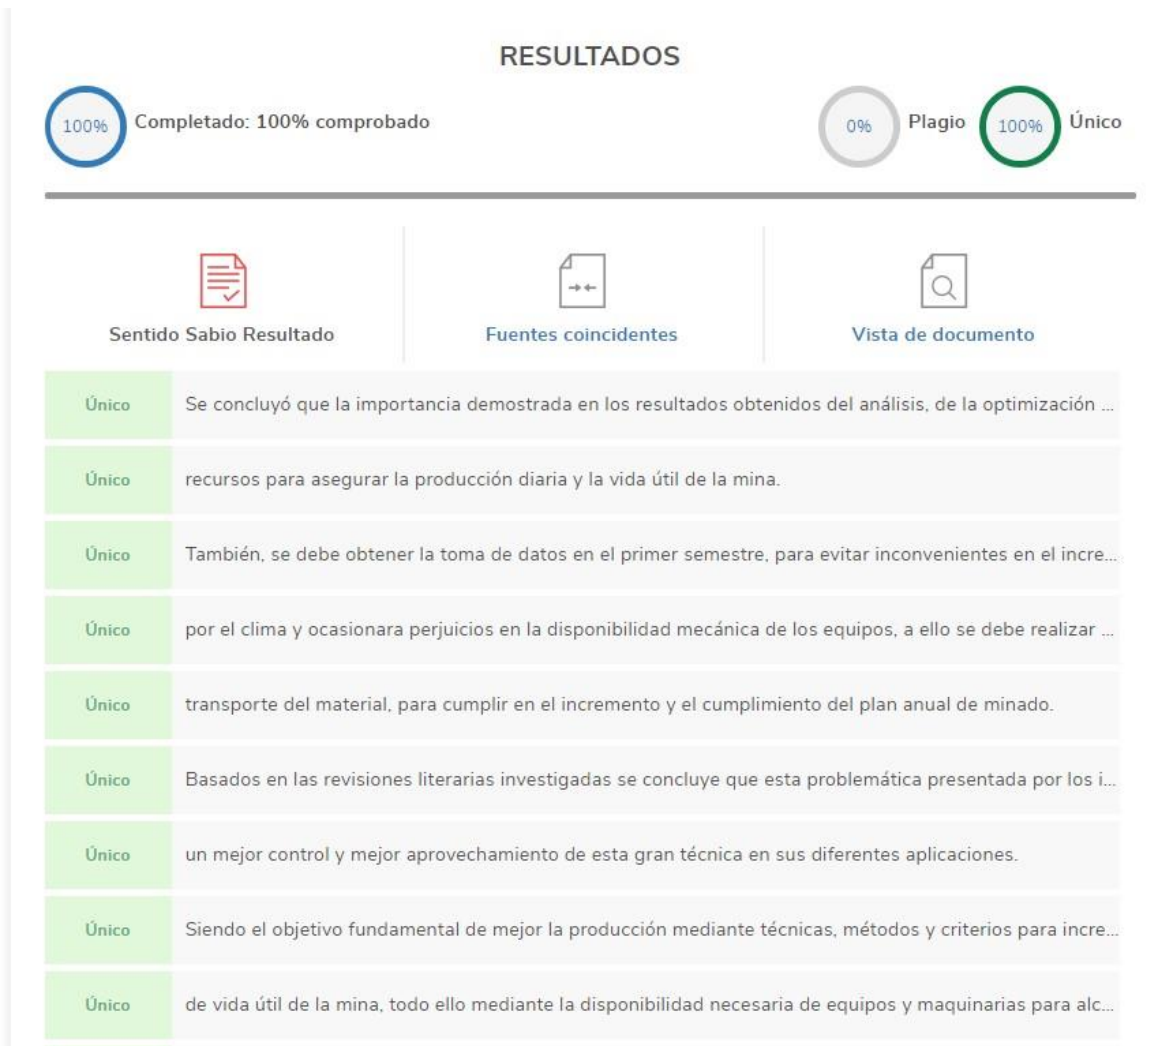 RESULTADOS
100% Completado: 100% comprobado
0% Plagio 100% Único
Sentido Sabio Resultado
Fuentes coincidentes
Vista de documento
Único Se concluyó que la importancia demostrada en los resultados obtenidos del análisis, de la optimización ...
Único recursos para asegurar la producción diaria y la vida útil de la mina.
Único También, se debe obtener la toma de datos en el primer semestre, para evitar inconvenientes en el incre...
Único por el clima y ocasionara perjuicios en la disponibilidad mecánica de los equipos, a ello se debe realizar ...
Único transporte del material, para cumplir en el incremento y el cumplimiento del plan anual de minado.
Único Basados en las revisiones literarias investigadas se concluye que esta problemática presentada por los i...
Único un mejor control y mejor aprovechamiento de esta gran técnica en sus diferentes aplicaciones.
Único Siendo el objetivo fundamental de mejor la producción mediante técnicas, métodos y criterios para incre...
Único de vida útil de la mina, todo ello mediante la disponibilidad necesaria de equipos y maquinarias para alc...